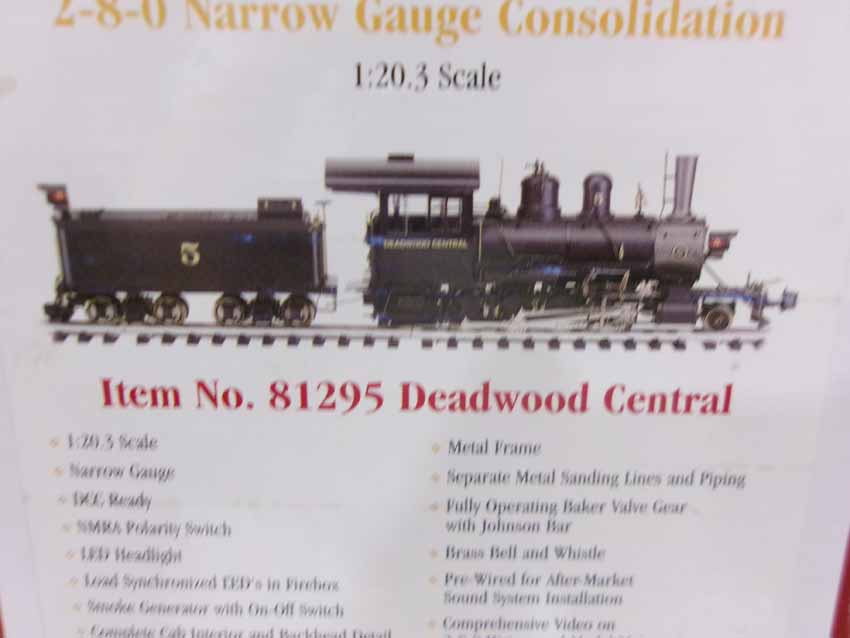 2-8-0 Narrow Gauge Consolidation
1:20.3 Scale
5
DEADWOOD CENTRAL
Item No. 81295 Deadwood Central
1:20.3 Scale
Narrow Gauge
DCC Ready
NMRA Polarity Switch
LED Headlight
Load Synchronized LED's in Firebox
Smoke Generator with On-Off Switch
Complete Cab Interior and Backhead Detail
Metal Frame
Separate Metal Sanding Lines and Piping
Fully Operating Baker Valve Gear
with Johnson Bar
Brass Bell and Whistle
Pre-Wired for After-Market
Sound System Installation
Comprehensive Video on